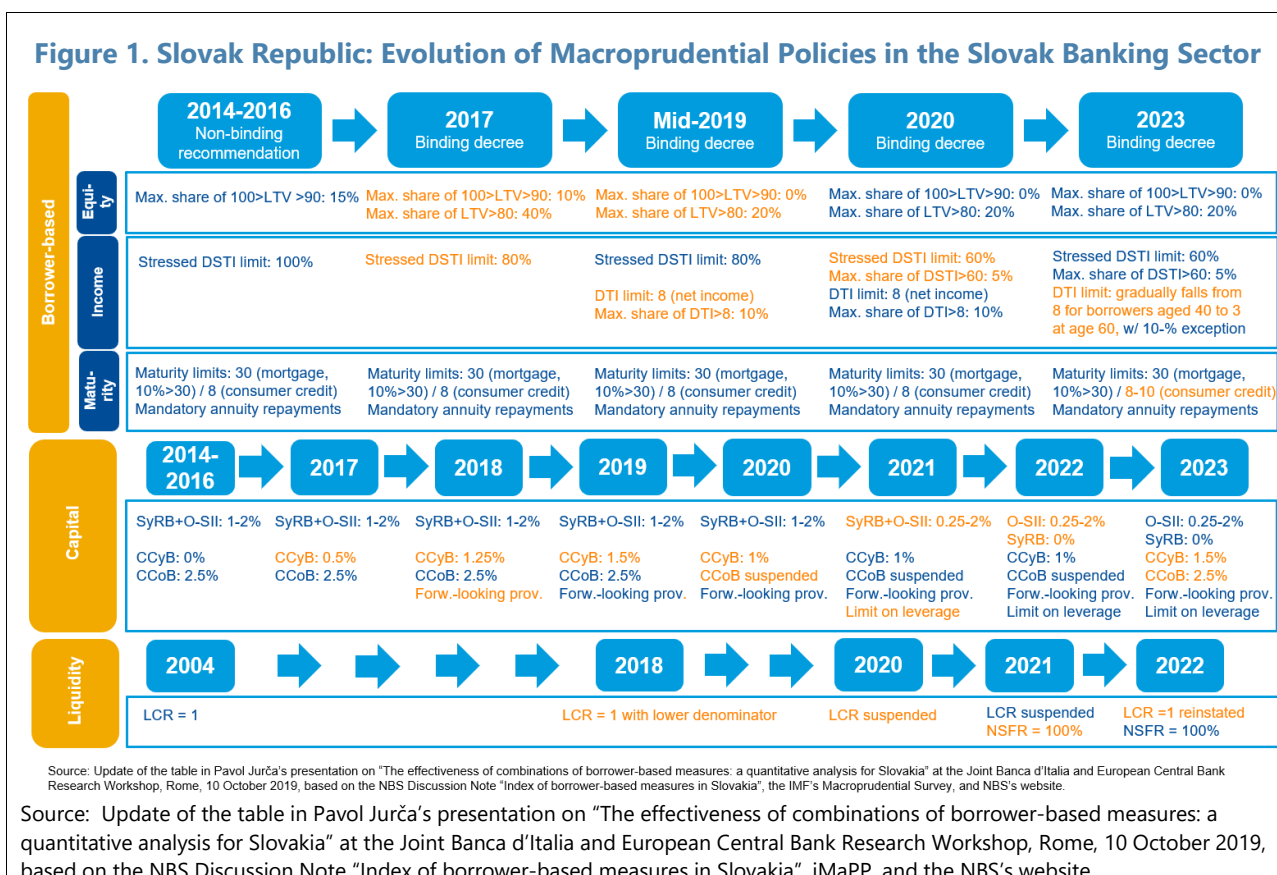 Figure 1. Slovak Republic: Evolution of Macroprudential Policies in the Slovak Banking Sector
Borrower-based
2014-2016
Non-binding
recommendation
2017
Binding decree
Mid-2019
Binding decree
2020
Binding decree
2023
Binding decree
Equi-
ty
Max. share of 100>LTV >90: 15%
Max. share of 100>LTV>90: 10%
Max. share of LTV>80: 40%
Max. share of 100>LTV>90: 0%
Max. share of LTV>80: 20%
Max. share of 100>LTV>90: 0%
Max. share of LTV>80: 20%
Max. share of 100>LTV>90: 0%
Max. share of LTV>80: 20%
Income
Stressed DSTI limit: 100%
Stressed DSTI limit: 80%
Stressed DSTI limit: 80%
DTI limit: 8 (net income)
Max. share of DTI>8: 10%
Stressed DSTI limit: 60%
Max. share of DSTI>60: 5%
DTI limit: 8 (net income)
Max. share of DTI>8: 10%
Stressed DSTI limit: 60%
Max. share of DSTI>60: 5%
DTI limit: gradually falls from
8 for borrowers aged 40 to 3
at age 60, w/ 10-% exception
Matu-
rity
Maturity limits: 30 (mortgage,
10%>30) / 8 (consumer credit)
Mandatory annuity repayments
Maturity limits: 30 (mortgage,
10%>30) / 8 (consumer credit)
Mandatory annuity repayments
Maturity limits: 30 (mortgage,
10%>30) / 8 (consumer credit)
Mandatory annuity repayments
Maturity limits: 30 (mortgage,
10%>30) / 8 (consumer credit)
Mandatory annuity repayments
Maturity limits: 30 (mortgage,
10%>30) / 8-10 (consumer credit)
Mandatory annuity repayments
Capital
2014-
2016
2017
2018
2019
2020
2021
2022
2023
SyRB+O-SII: 1-2%
CCyB: 0%
CCoB: 2.5%
SyRB+O-SII: 1-2%
CCyB: 0.5%
CCoB: 2.5%
SyRB+O-SII: 1-2%
CCyB: 1.25%
CCoB: 2.5%
Forw.-looking prov.
SyRB+O-SII: 1-2%
CCyB: 1.5%
CCoB: 2.5%
Forw.-looking prov.
SyRB+O-SII: 1-2%
CCyB: 1%
CCoB suspended
Forw.-looking prov.
SyRB+O-SII: 0.25-2%
CCyB: 1%
CCoB suspended
Forw.-looking prov.
Limit on leverage
O-SII: 0.25-2%
SyRB: 0%
CCyB: 1%
CCoB suspended
Forw.-looking prov.
Limit on leverage
O-SII: 0.25-2%
SyRB: 0%
CCyB: 1.5%
CCoB: 2.5%
Forw.-looking prov.
Limit on leverage
Liquidity
2004
2018
2020
2021
2022
LCR = 1
LCR = 1 with lower denominator
LCR suspended
LCR suspended
NSFR = 100%
LCR =1 reinstated
NSFR = 100%
Source: Update of the table in Pavol Jurča's presentation on "The effectiveness of combinations of borrower-based measures: a quantitative analysis for Slovakia" at the Joint Banca d'Italia and European Central Bank
Research Workshop, Rome, 10 October 2019, based on the NBS Discussion Note "Index of borrower-based measures in Slovakia", the IMF's Macroprudential Survey, and NBS's website.
Source: Update of the table in Pavol Jurča's presentation on "The effectiveness of combinations of borrower-based measures: a
quantitative analysis for Slovakia" at the Joint Banca d'Italia and European Central Bank Research Workshop, Rome, 10 October 2019,
based on the NBS Discussion Note "Index of borrower-based measures in Slovakia", iMaPP, and the NBS's website.